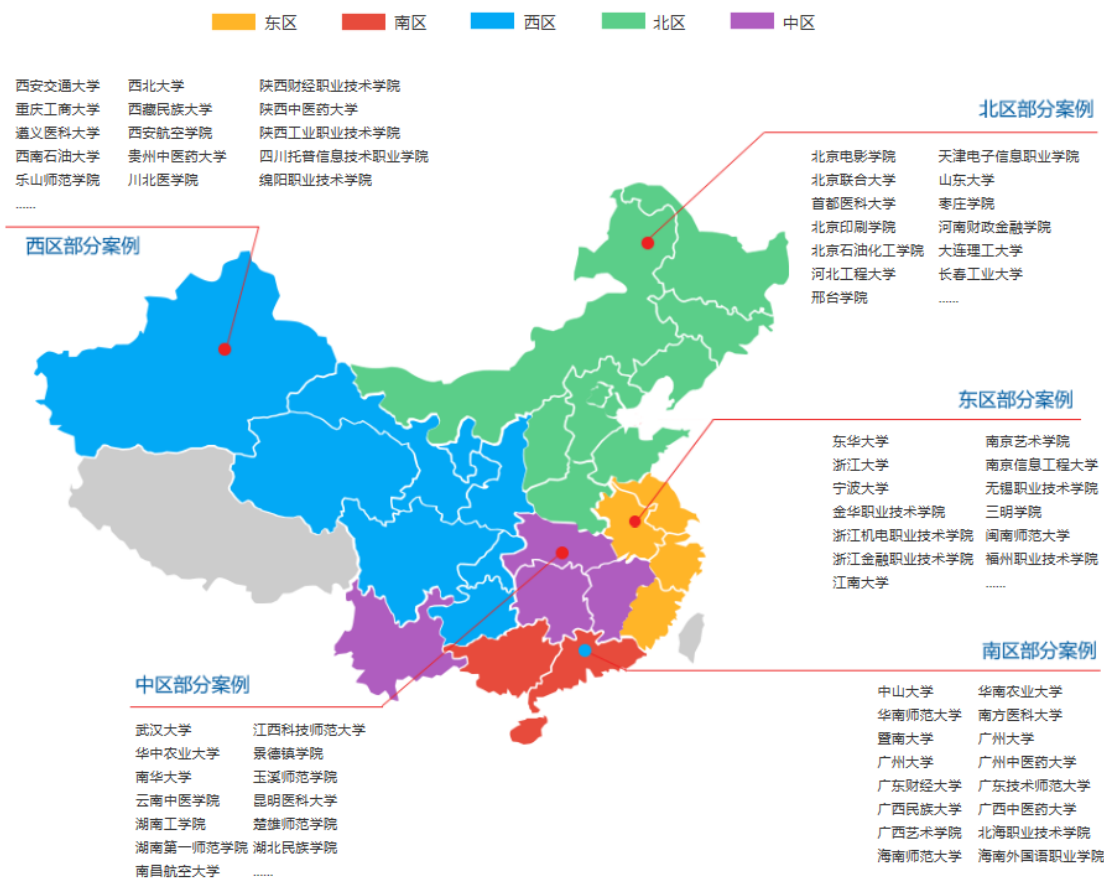 东区 南区 西区 北区 中区
西安交通大学 西北大学 陕西财经职业技术学院
重庆工商大学 西藏民族大学 陕西中医药大学
遵义医科大学 西安航空学院 陕西工业职业技术学院
西南石油大学 贵州中医药大学 四川托普信息技术职业学院
乐山师范学院 川北医学院 绵阳职业技术学院
......
西区部分案例
北区部分案例
北京电影学院 天津电子信息职业学院
北京联合大学 山东大学
首都医科大学 枣庄学院
北京印刷学院 河南财政金融学院
北京石油化工学院 大连理工大学
河北工程大学 长春工业大学
邢台学院 ......
东区部分案例
东华大学 南京艺术学院
浙江大学 南京信息工程大学
宁波大学 无锡职业技术学院
金华职业技术学院 三明学院
浙江机电职业技术学院 闽南师范大学
浙江金融职业技术学院 福州职业技术学院
江南大学 ......
南区部分案例
中山大学 华南农业大学
华南师范大学 南方医科大学
暨南大学 广州大学
广州大学 广州中医药大学
广东财经大学 广东技术师范大学
广西民族大学 广西中医药大学
广西艺术学院 北海职业技术学院
海南师范大学 海南外国语职业学院
中区部分案例
武汉大学 江西科技师范大学
华中农业大学 景德镇学院
南华大学 玉溪师范学院
云南中医学院 昆明医科大学
湖南工学院 楚雄师范学院
湖南第一师范学院 湖北民族学院
南昌航空大学 ......